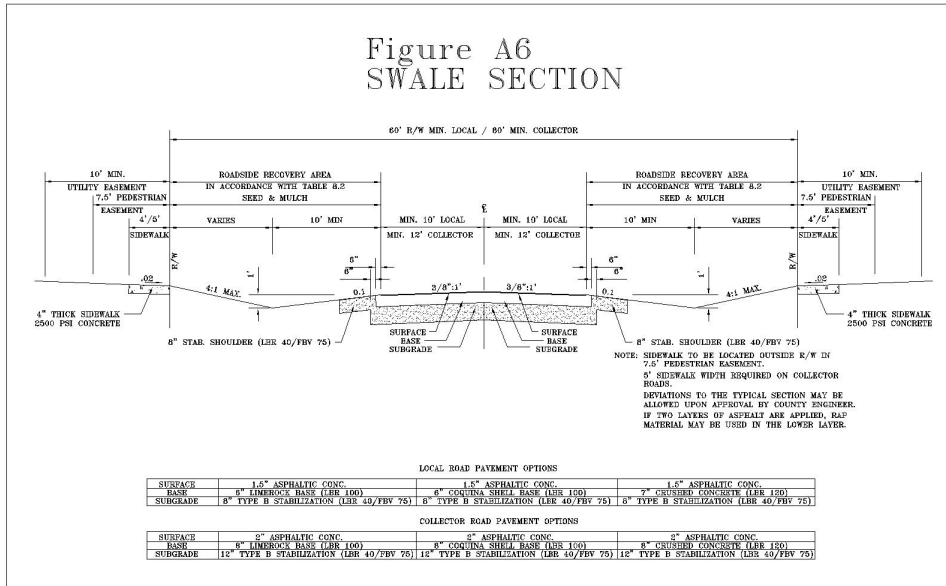 Figure A6
SWALE SECTION
60' R/W MIN. LOCAL / 80' MIN. COLLECTOR
10' MIN.
ROADSIDE RECOVERY AREA
ROADSIDE RECOVERY AREA
10' MIN.
UTILITY EASEMENT
IN ACCORDANCE WITH TABLE 8.2
IN ACCORDANCE WITH TABLE 8.2
UTILITY EASEMENT
7.5' PEDESTRIAN
SEED & MULCH
SEED & MULCH
7.5' PEDESTRIAN
EASEMENT
EASEMENT
4'/5'
VARIES
10' MIN
MIN. 10' LOCAL
MIN. 10' LOCAL
10' MIN
VARIES
4'/5'
SIDEWALK
MIN. 12' COLLECTOR
MIN. 12' COLLECTOR
SIDEWALK
R/W
R/W
6"
6"
6"
6"
.02
4:1 MAX.
1'
0.1
3/8":1'
3/8":1'
0.1
1'
4:1 MAX.
.02
4" THICK SIDEWALK
2500 PSI CONCRETE
4" THICK SIDEWALK
2500 PSI CONCRETE
SURFACE
BASE
SUBGRADE
SURFACE
BASE
SUBGRADE
8" STAB. SHOULDER (LBR 40/FBV 75)
8" STAB. SHOULDER (LBR 40/FBV 75)
NOTE: SIDEWALK TO BE LOCATED OUTSIDE R/W IN
7.5' PEDESTRIAN EASEMENT.
5' SIDEWALK WIDTH REQUIRED ON COLLECTOR
ROADS.
DEVIATIONS TO THE TYPICAL SECTION MAY BE
ALLOWED UPON APPROVAL BY COUNTY ENGINEER.
IF TWO LAYERS OF ASPHALT ARE APPLIED, RAP
MATERIAL MAY BE USED IN THE LOWER LAYER.
LOCAL ROAD PAVEMENT OPTIONS
SURFACE 1.5" ASPHALTIC CONC. 1.5" ASPHALTIC CONC. 1.5" ASPHALTIC CONC.
BASE 6" LIMEROCK BASE (LBR 100) 6" COQUINA SHELL BASE (LBR 100) 7" CRUSHED CONCRETE (LBR 120)
SUBGRADE 8" TYPE B STABILIZATION (LBR 40/FBV 75) 8" TYPE B STABILIZATION (LBR 40/FBV 75) 8" TYPE B STABILIZATION (LBR 40/FBV 75)
COLLECTOR ROAD PAVEMENT OPTIONS
SURFACE 2" ASPHALTIC CONC. 2" ASPHALTIC CONC. 2" ASPHALTIC CONC.
BASE 8" LIMEROCK BASE (LBR 100) 8" COQUINA SHELL BASE (LBR 100) 8" CRUSHED CONCRETE (LBR 120)
SUBGRADE 12" TYPE B STABILIZATION (LBR 40/FBV 75) 12" TYPE B STABILIZATION (LBR 40/FBV 75) 12" TYPE B STABILIZATION (LBR 40/FBV 75)